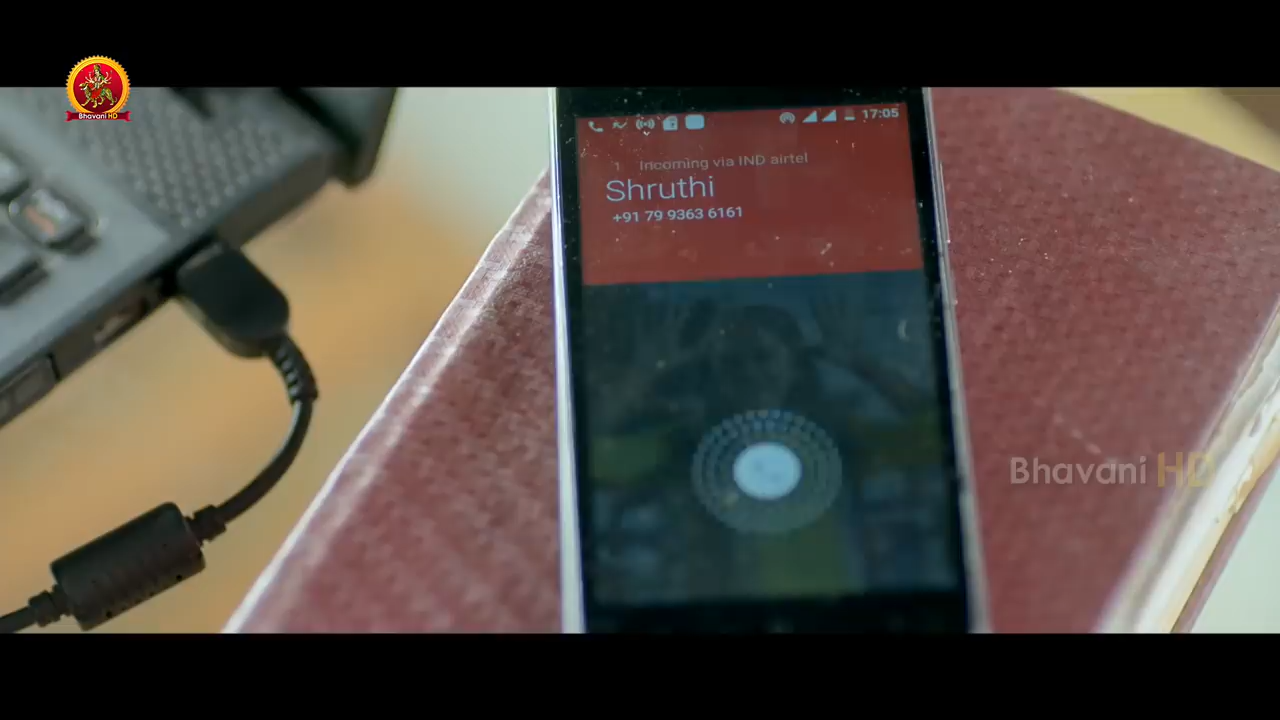 Bhavani HD
17:05
Incoming via IND airtel
Shruthi
+91 79 9363 6161
Bhavani HD